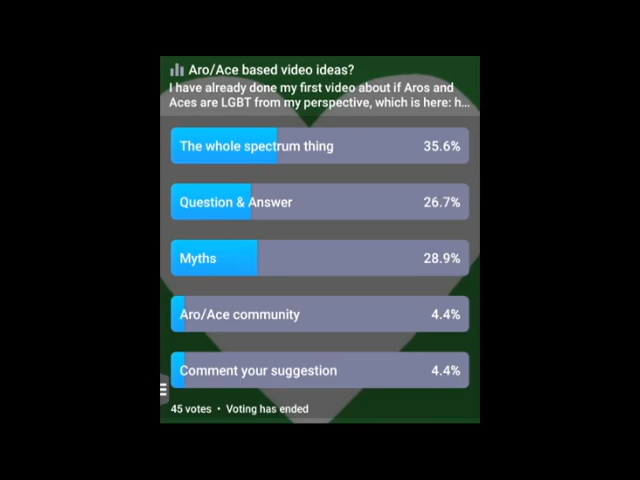 Aro/Ace based video ideas?
I have already done my first video about if Aros and
Aces are LGBT from my perspective, which is here: h...
The whole spectrum thing 35.6%
Question & Answer 26.7%
Myths 28.9%
Aro/Ace community 4.4%
Comment your suggestion 4.4%
45 votes • Voting has ended